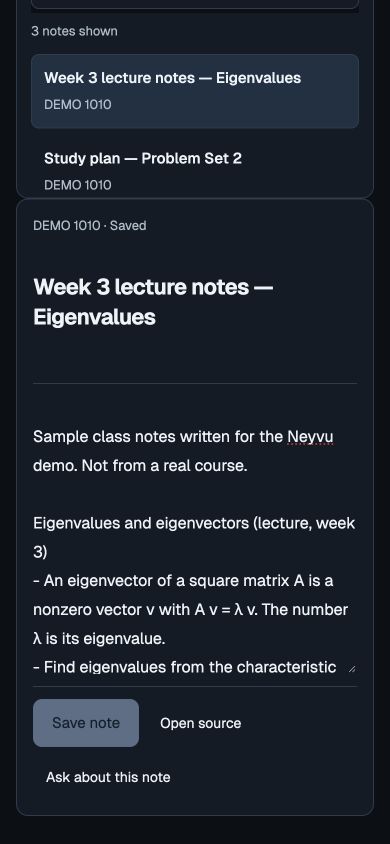 3 notes shown
Week 3 lecture notes — Eigenvalues
DEMO 1010
Study plan — Problem Set 2
DEMO 1010
DEMO 1010 · Saved
Week 3 lecture notes —
Eigenvalues
Sample class notes written for the Neyvu
demo. Not from a real course.
Eigenvalues and eigenvectors (lecture, week
3)
- An eigenvector of a square matrix A is a
nonzero vector v with A v = λ v. The number
λ is its eigenvalue.
- Find eigenvalues from the characteristic
Save note
Open source
Ask about this note